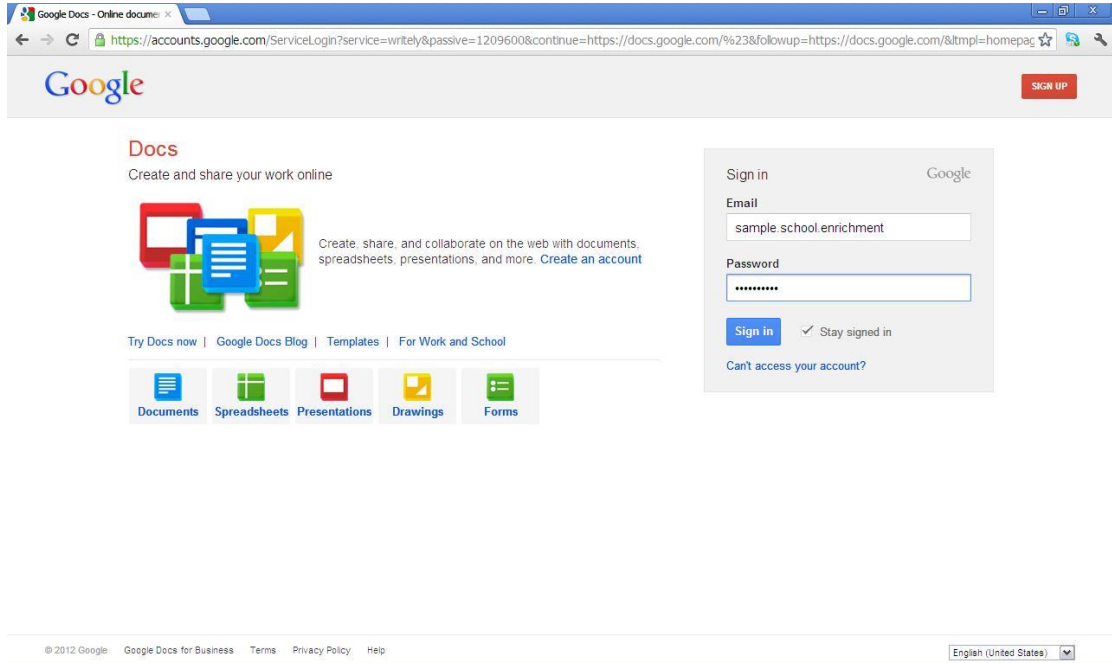 Google Docs - Online docume
https://accounts.google.com/ServiceLogin?service=writely&passive=1209600&continue=https://docs.google.com/%23&followup=https://docs.google.com/&ltmpl=homepag
Google
SIGN UP
Docs
Create and share your work online
Create, share, and collaborate on the web with documents,
spreadsheets, presentations, and more. Create an account
Try Docs now | Google Docs Blog | Templates | For Work and School
Documents Spreadsheets Presentations Drawings Forms
Sign in Google
Email
sample.school.enrichment
Password
••••••••••
Sign in Stay signed in
Can't access your account?
© 2012 Google Google Docs for Business Terms Privacy Policy Help
English (United States)